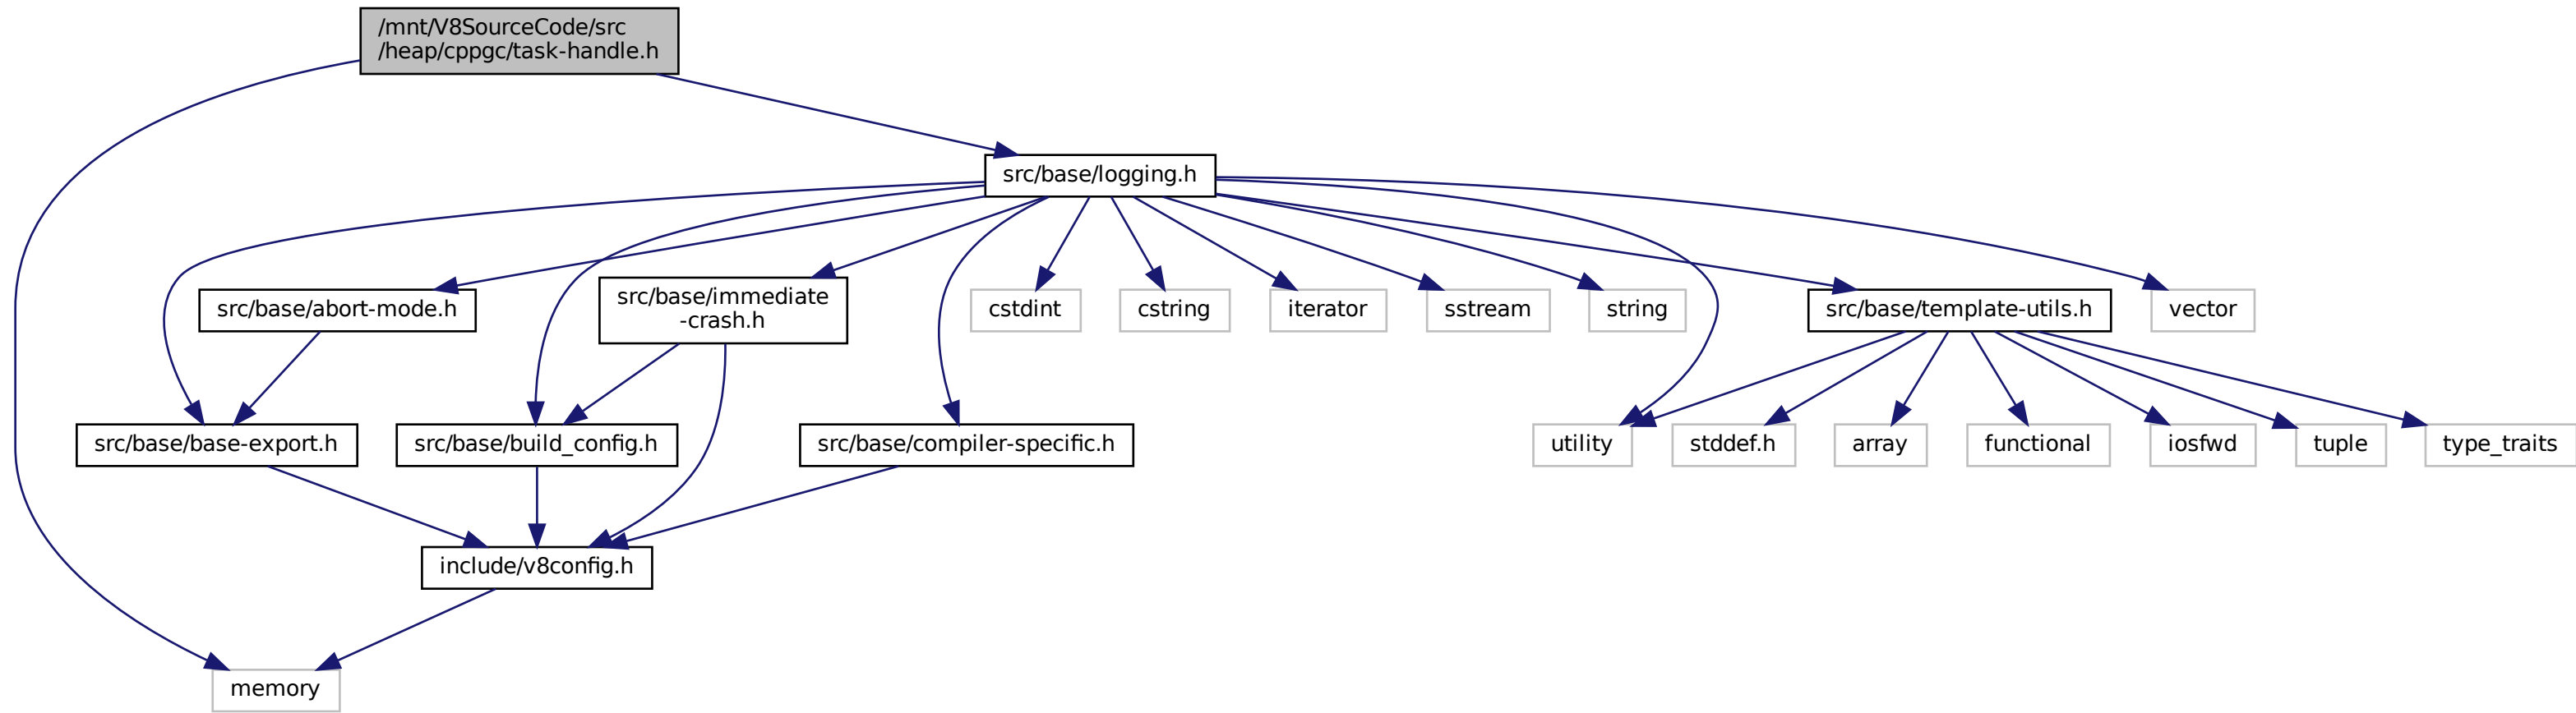 /mnt/V8SourceCode/src
/heap/cppgc/task-handle.h
src/base/logging.h
src/base/abort-mode.h
src/base/immediate
-crash.h
cstdint
cstring
iterator
sstream
string
src/base/template-utils.h
vector
src/base/base-export.h
src/base/build_config.h
src/base/compiler-specific.h
utility
stddef.h
array
functional
iosfwd
tuple
type_traits
include/v8config.h
memory